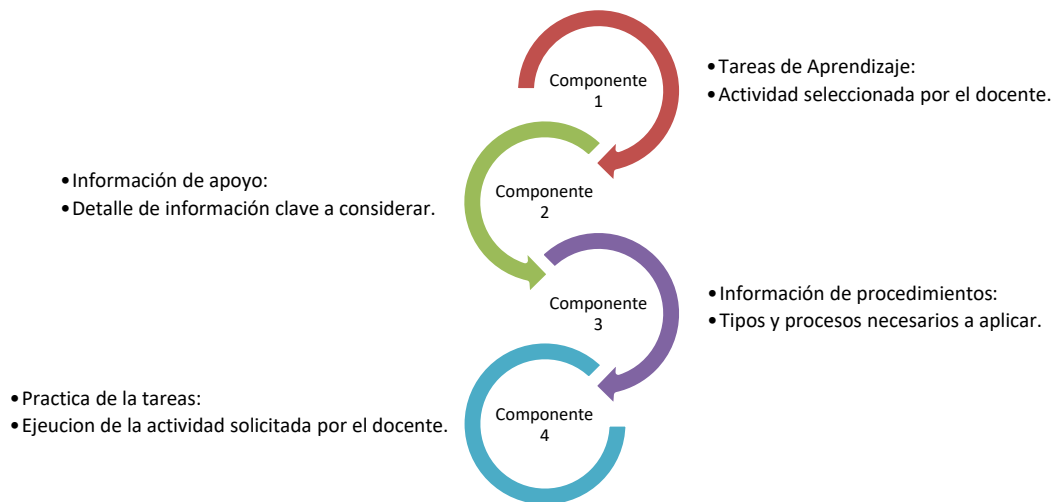 Componente
1
•Tareas de Aprendizaje:
•Actividad seleccionada por el docente.
•Información de apoyo:
•Detalle de información clave a considerar.
Componente
2
Componente
3
•Información de procedimientos:
•Tipos y procesos necesarios a aplicar.
•Practica de la tareas:
•Ejecucion de la actividad solicitada por el docente.
Componente
4